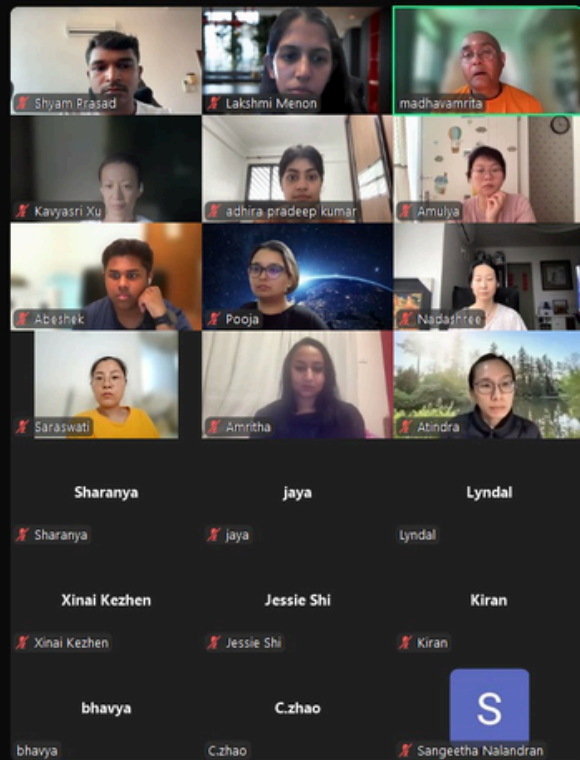 Shyam Prasad
Lakshmi Menon
madhavamrita
Kavyasri Xu
adhira pradeep kumar
Amulya
Abeshek
Pooja
Nadashree
Saraswati
Amritha
Atindra
Sharanya
jaya
Lyndal
Sharanya
jaya
Lyndal
Xinai Kezhen
Jessie Shi
Kiran
Xinai Kezhen
Jessie Shi
Kiran
bhavya
C.zhao
S
bhavya
C.zhao
Sangeetha Nalandran